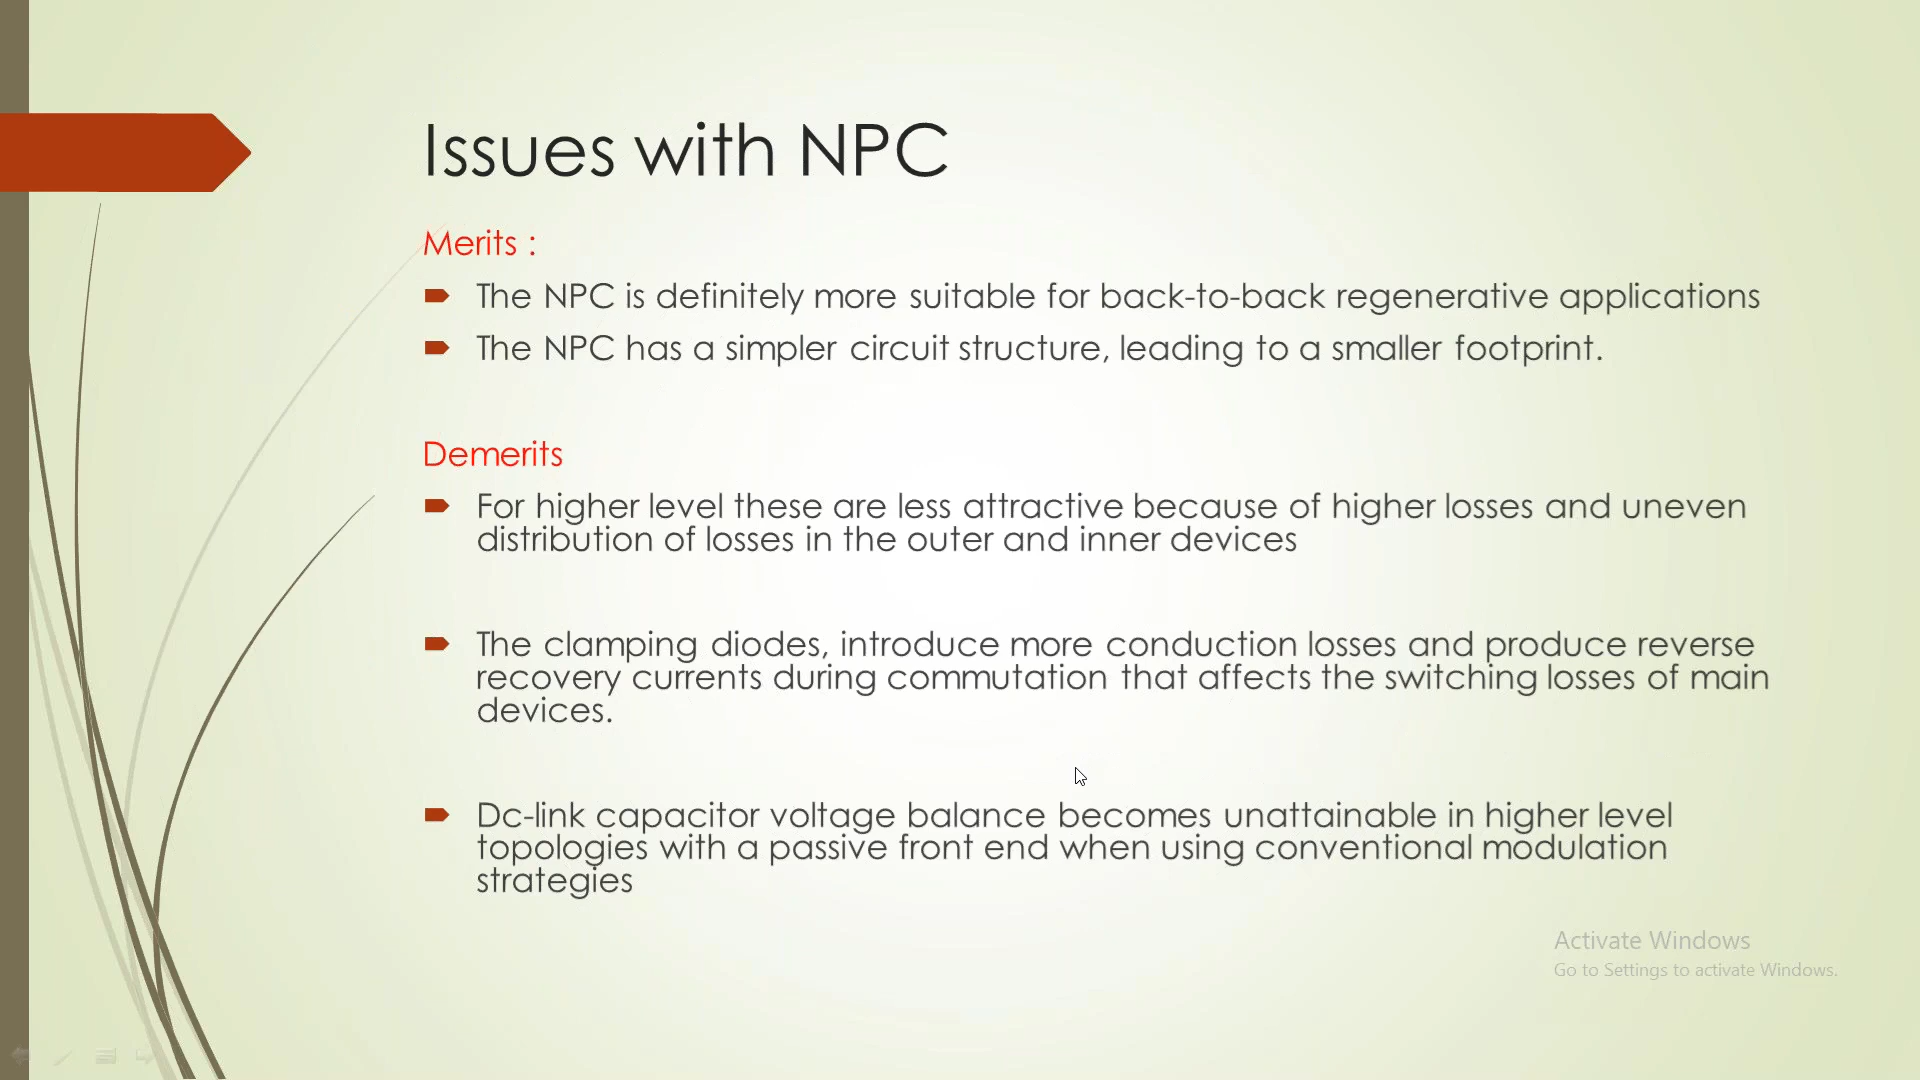 Issues with NPC
Merits :
The NPC is definitely more suitable for back-to-back regenerative applications
The NPC has a simpler circuit structure, leading to a smaller footprint.
Demerits
For higher level these are less attractive because of higher losses and uneven
distribution of losses in the outer and inner devices
The clamping diodes, introduce more conduction losses and produce reverse
recovery currents during commutation that affects the switching losses of main
devices.
Dc-link capacitor voltage balance becomes unattainable in higher level
topologies with a passive front end when using conventional modulation
strategies
Activate Windows
Go to Settings to activate Windows.